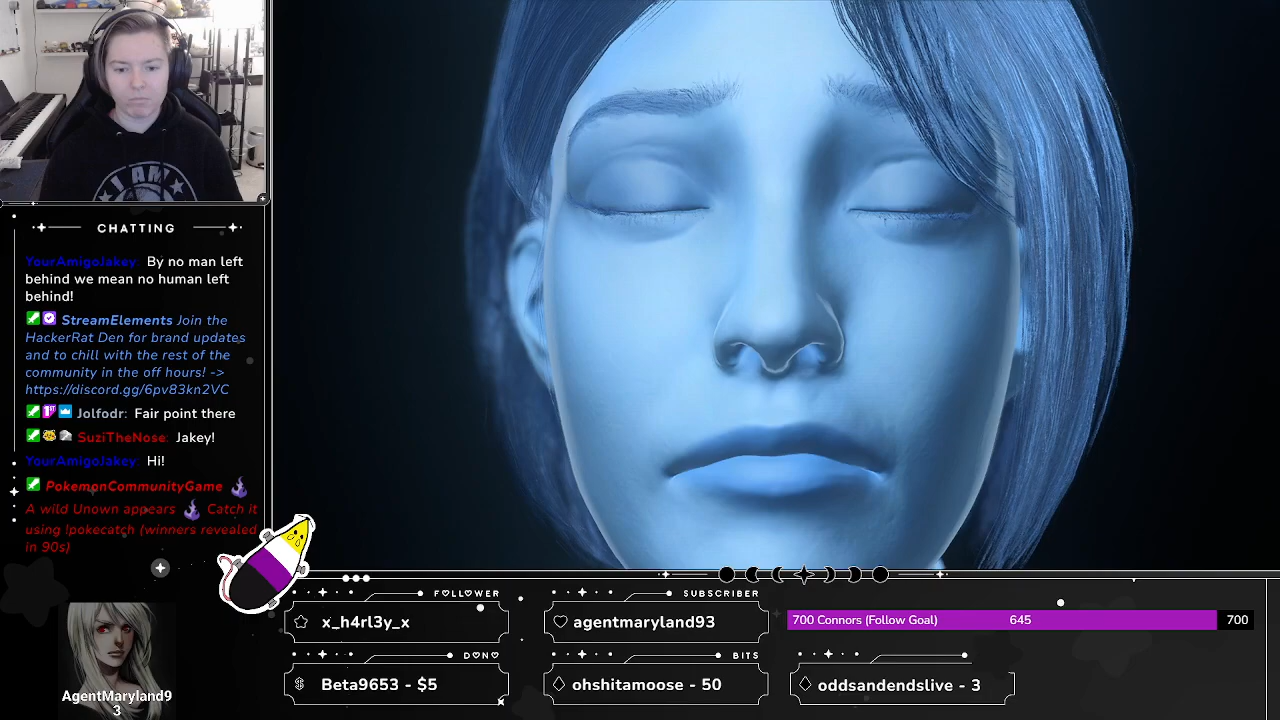 I AM
CHATTING
YourAmigoJakey: By no man left
behind we mean no human left
behind!
StreamElements Join the
HackerRat Den for brand updates
and to chill with the rest of the
community in the off hours! ->
https://discord.gg/6pv83kn2VC
Jolfodr: Fair point there
SuziTheNose: Jakey!
YourAmigoJakey: Hi!
PokemonCommunityGame
A wild Unown appears Catch it
using !pokecatch (winners revealed
in 90s)
AgentMaryland9
3
FOLLOWER
x_h4rl3y_x
SUBSCRIBER
agentmaryland93
700 Connors (Follow Goal) 645 700
DONO
Beta9653 - $5
BITS
ohshitamoose - 50
oddsandendslive - 3